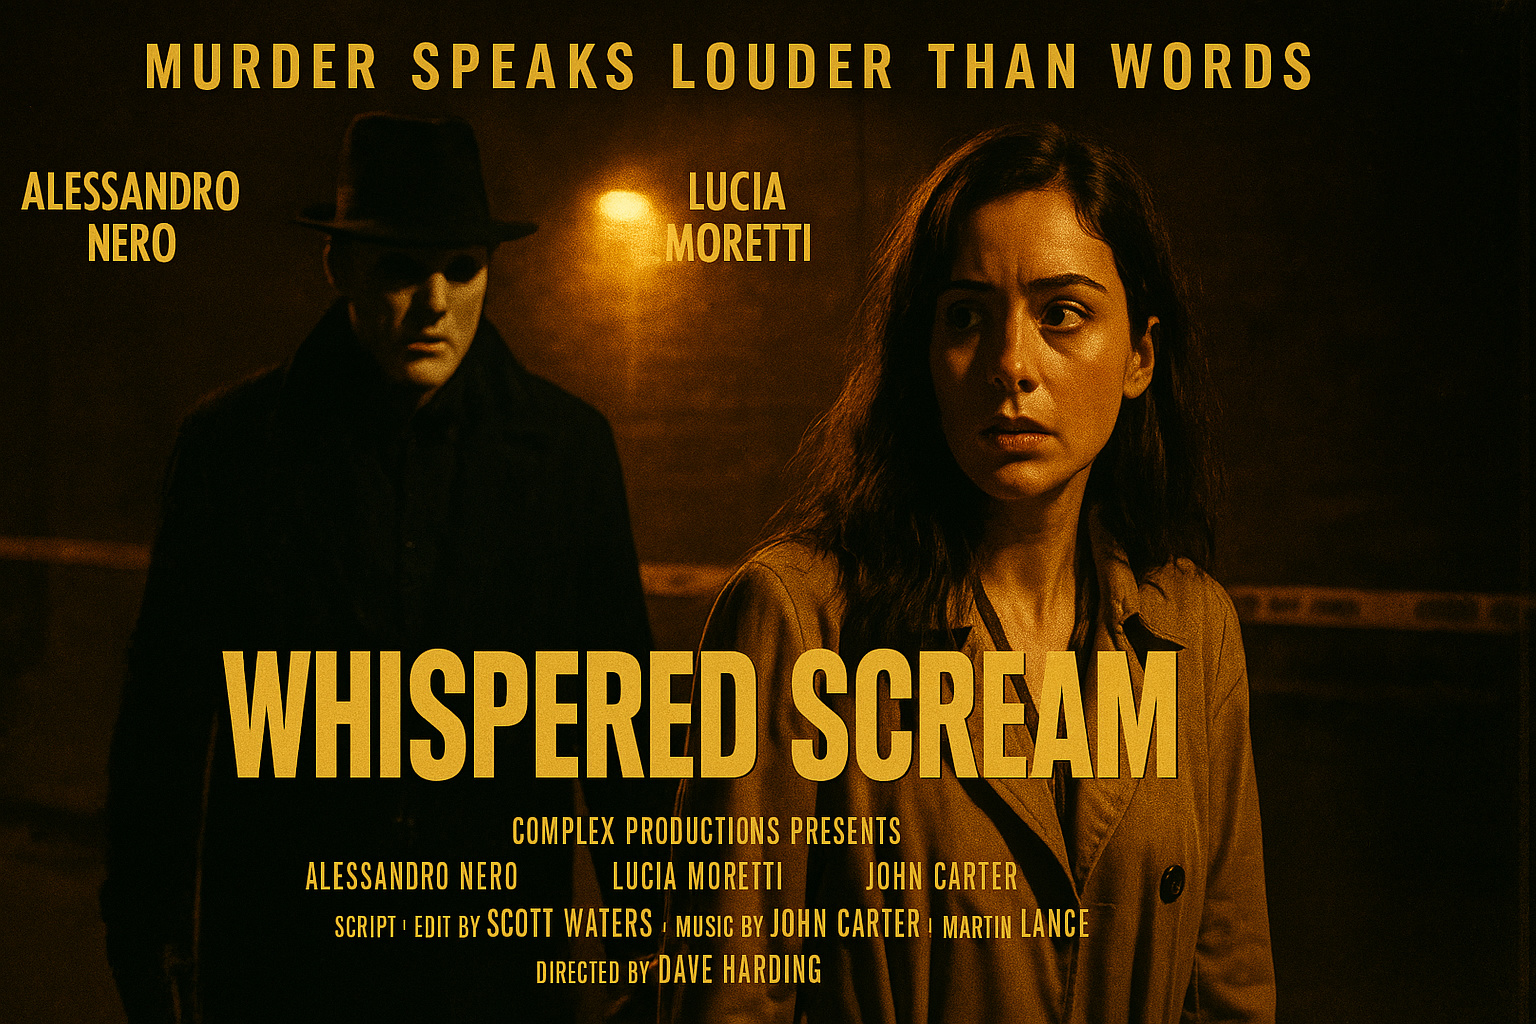 MURDER SPEAKS LOUDER THAN WORDS
ALESSANDRO
NERO
LUCIA
MORETTI
WHISPERED SCREAM
COMPLEX PRODUCTIONS PRESENTS
ALESSANDRO NERO LUCIA MORETTI JOHN CARTER
SCRIPT ' EDIT BY SCOTT WATERS ' MUSIC BY JOHN CARTER ! MARTIN LANCE
DIRECTED BY DAVE HARDING